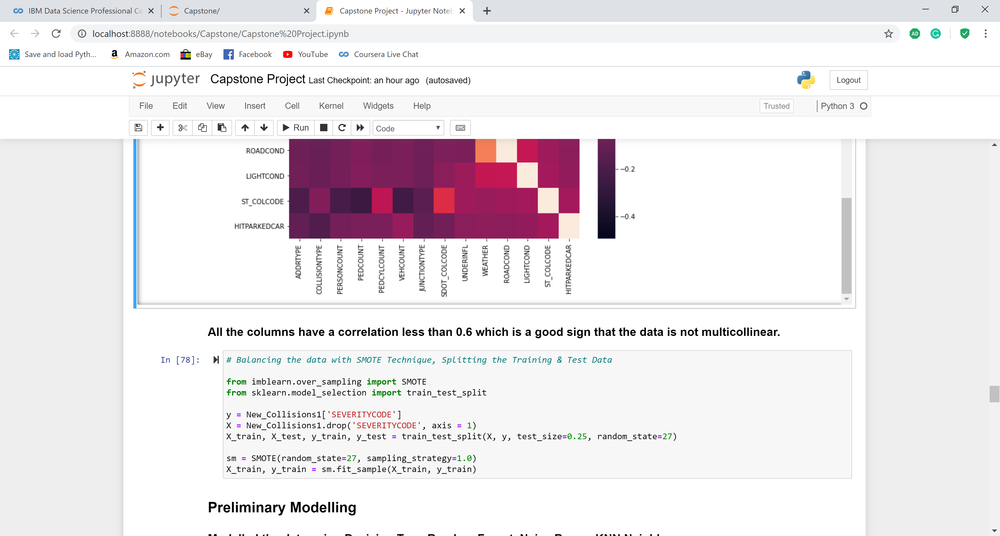 IBM Data Science Professional Ce
Capstone/
Capstone Project - Jupyter Noteb
localhost:8888/notebooks/Capstone/Capstone%20Project.ipynb
AD
G
Save and load Pyth...
a Amazon.com
eBay
Facebook
YouTube
Coursera Live Chat
jupyter Capstone Project Last Checkpoint: an hour ago (autosaved)
Logout
File Edit View Insert Cell Kernel Widgets Help
Trusted
Python 3
Run
Code
ROADCOND
LIGHTCOND
ST_COLCODE
HITPARKEDCAR
−0.2
−0.4
ADDRTYPE
COLLISIONTYPE
PERSONCOUNT
PEDCOUNT
PEDCYLCOUNT
VEHCOUNT
JUNCTIONTYPE
SDOT_COLCODE
UNDERINFL
WEATHER
ROADCOND
LIGHTCOND
ST_COLCODE
HITPARKEDCAR
All the columns have a correlation less than 0.6 which is a good sign that the data is not multicollinear.
In [78]:
# Balancing the data with SMOTE Technique, Splitting the Training & Test Data
from imblearn.over_sampling import SMOTE
from sklearn.model_selection import train_test_split
y = New_Collisions1['SEVERITYCODE']
X = New_Collisions1.drop('SEVERITYCODE', axis = 1)
X_train, X_test, y_train, y_test = train_test_split(X, y, test_size=0.25, random_state=27)
sm = SMOTE(random_state=27, sampling_strategy=1.0)
X_train, y_train = sm.fit_sample(X_train, y_train)
Preliminary Modelling